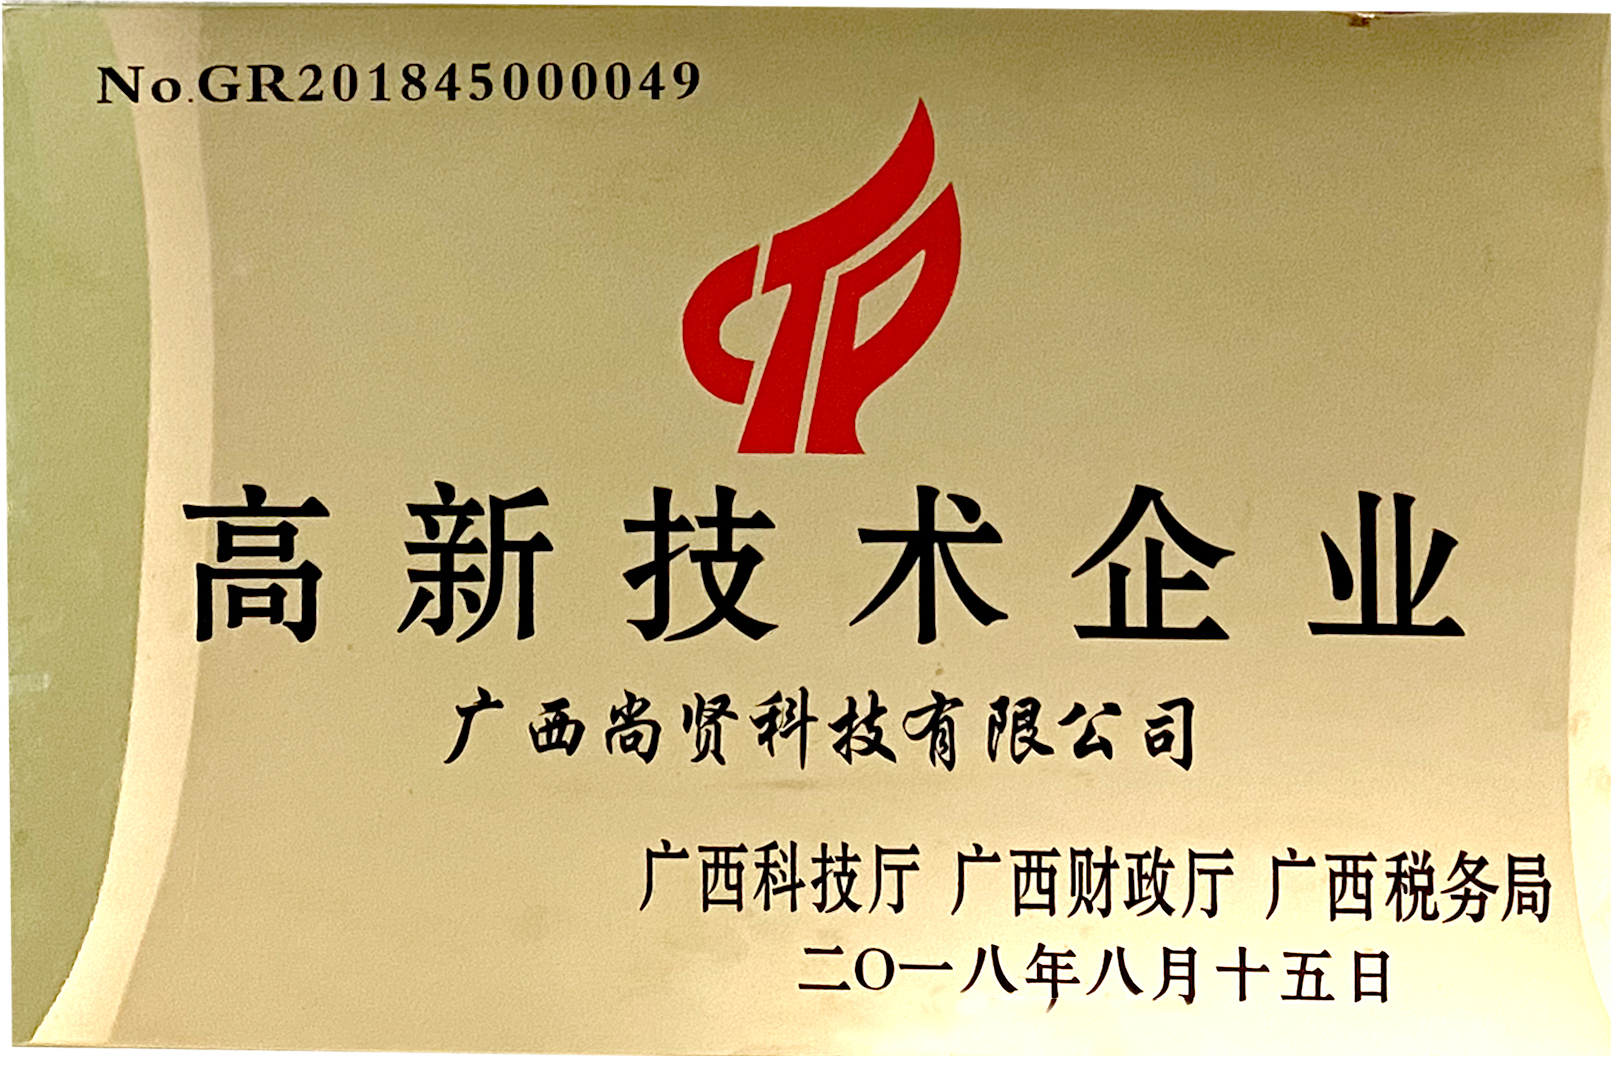 No.GR201845000049
高新技术企业
广西尚贤科技有限公司
广西科技厅 广西财政厅 广西税务局
二〇一八年八月十五日